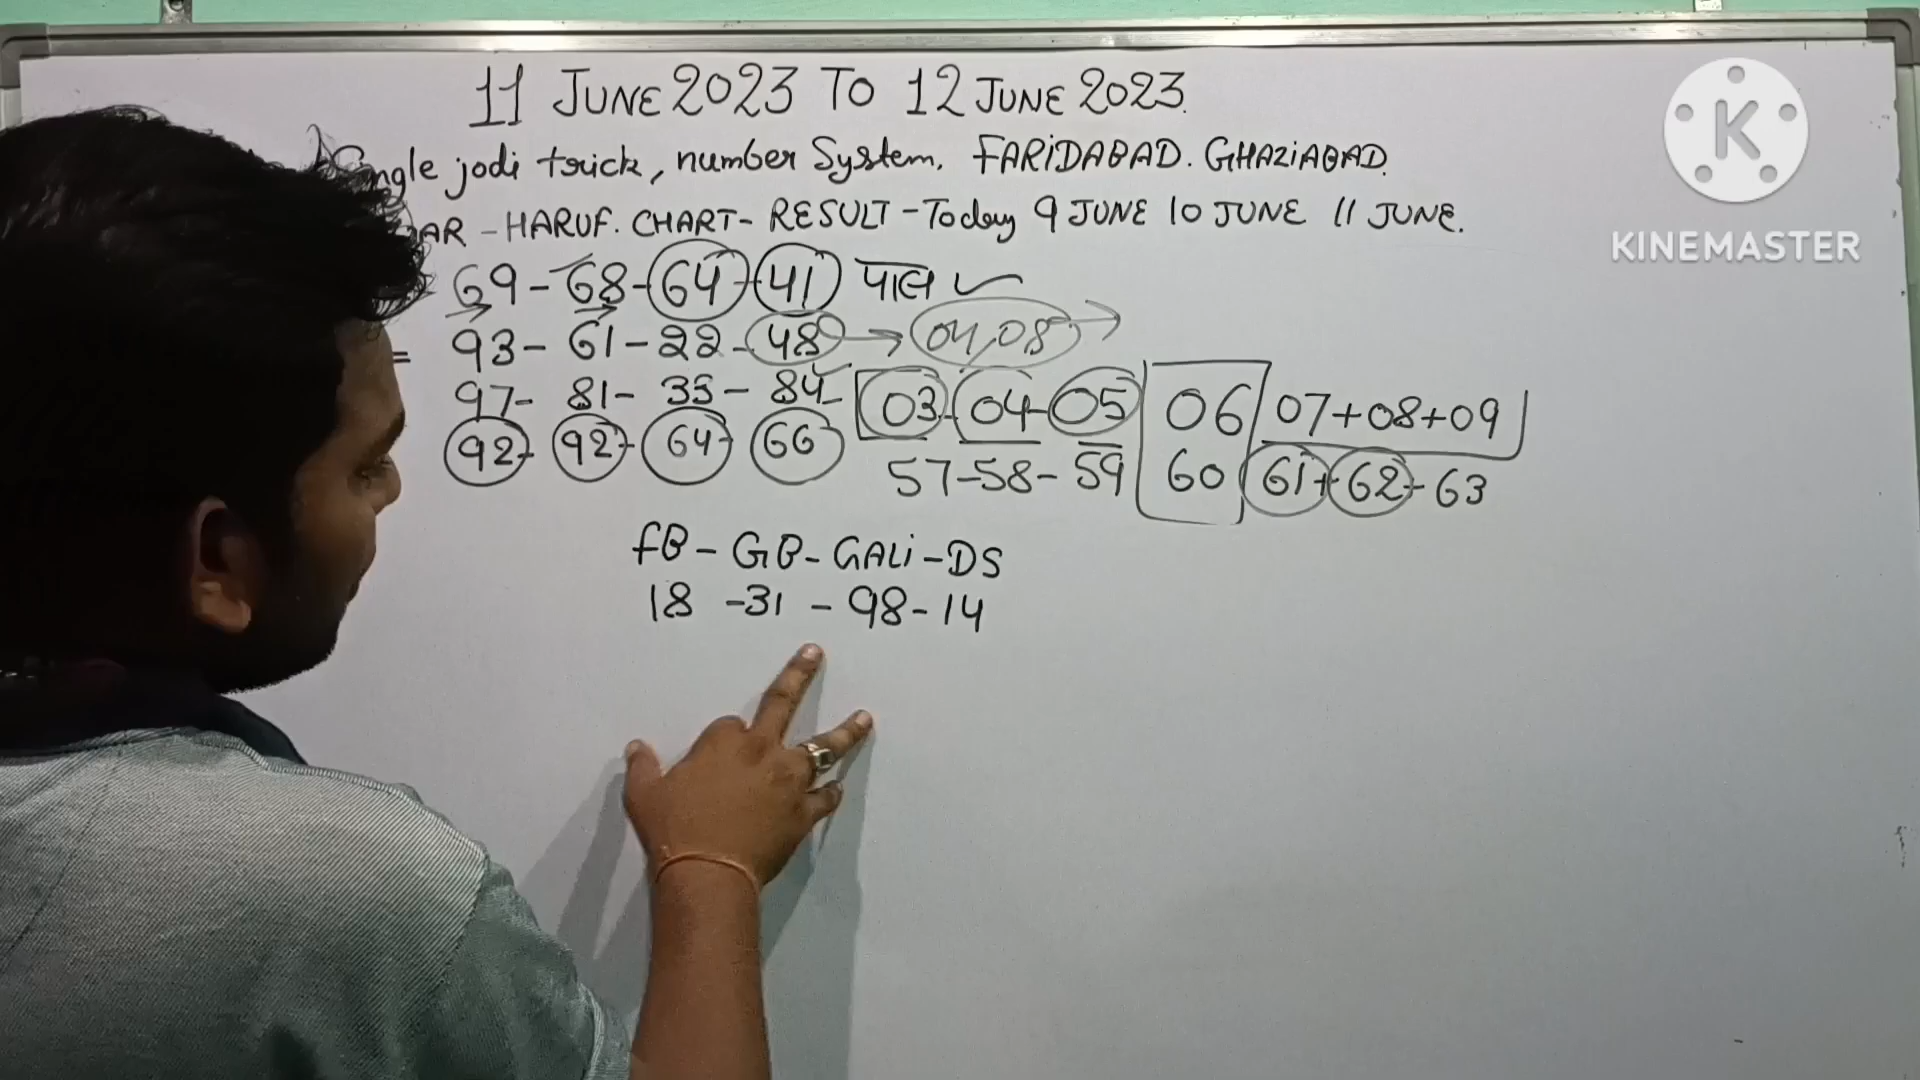 11 JUNE 2023 TO 12 JUNE 2023.
Single jodi trick, number System. FARIDABAD. GHAZIABAD.
HARUF. CHART - RESULT - Today 9 JUNE 10 JUNE 11 JUNE.
69 - 68 - 64 - 41 पास ✓
= 93 - 61 - 22 - 48 → 04,08 →
97 - 81 - 33 - 84 - 03 - 04 - 05 06 07+08+09
92 - 92 - 64 - 66 57-58-59 60 61+62-63
FB - GB - GALi - DS
18 - 31 - 98 - 14
K
KINEMASTER